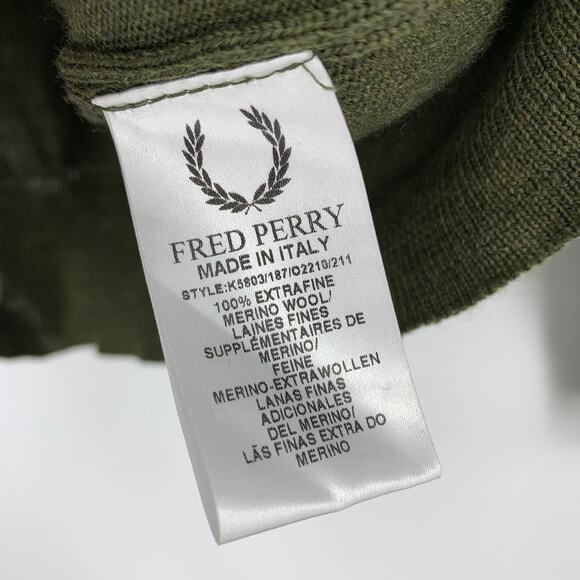 FRED PERRY
MADE IN ITALY
STYLE:K5803/187/O2210/211
100% EXTRAFINE
MERINO WOOL/
LAINES FINES
SUPPLÉMENTAIRES DE
MERINO/
FEINE
MERINO-EXTRAWOLLEN
LANAS FINAS
ADICIONALES
DEL MERINO/
LÃS FINAS EXTRA DO
MERINO